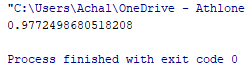 "C:\Users\Achal\OneDrive - Athlone
0.9772498680518208
Process finished with exit code 0